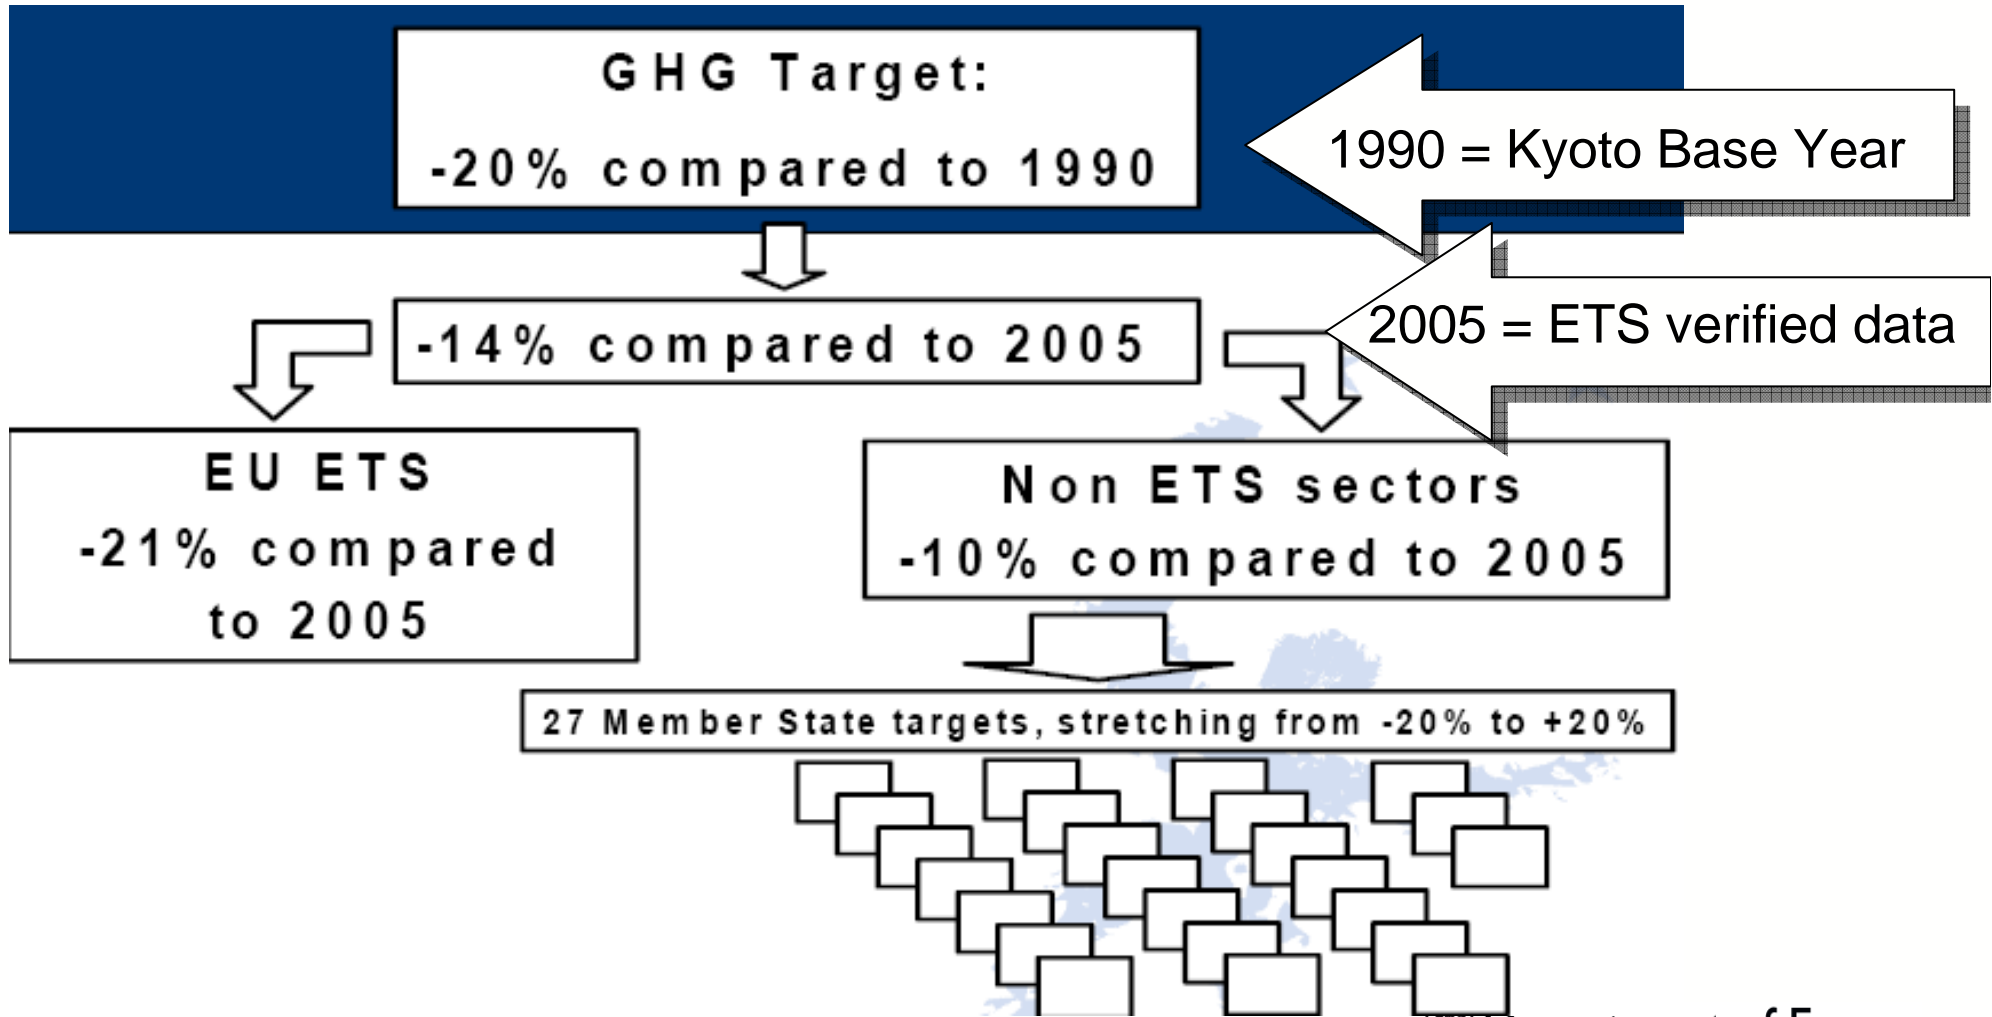 GHG Target:
-20% compared to 1990
1990 = Kyoto Base Year
-14% compared to 2005
2005 = ETS verified data
EU ETS
-21% compared
to 2005
Non ETS sectors
-10% compared to 2005
27 Member State targets, stretching from -20% to +20%
of 5